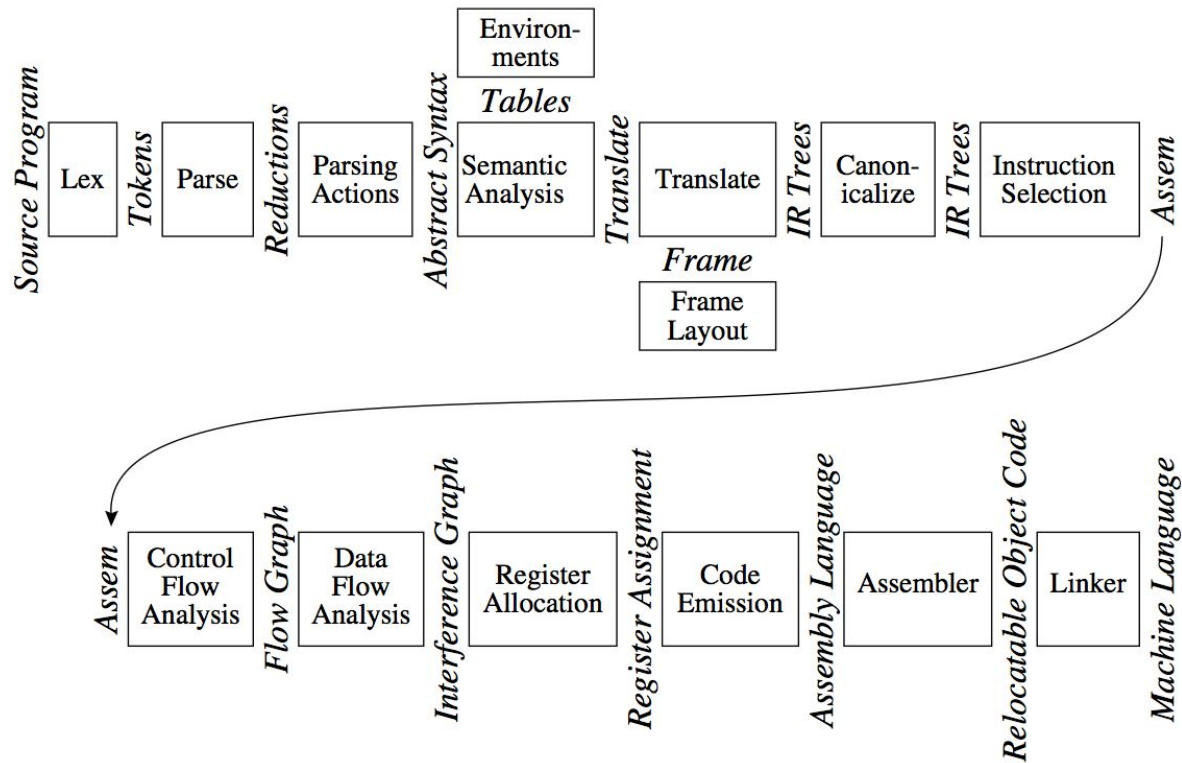 Environ-
ments
Tables
Source Program
Lex
Tokens
Parse
Reductions
Parsing
Actions
Abstract Syntax
Semantic
Analysis
Translate
Translate
IR Trees
Canon-
icalize
IR Trees
Instruction
Selection
Assem
Frame
Frame
Layout
Assem
Control
Flow
Analysis
Flow Graph
Data
Flow
Analysis
Interference Graph
Register
Allocation
Register Assignment
Code
Emission
Assembly Language
Assembler
Relocatable Object Code
Linker
Machine Language